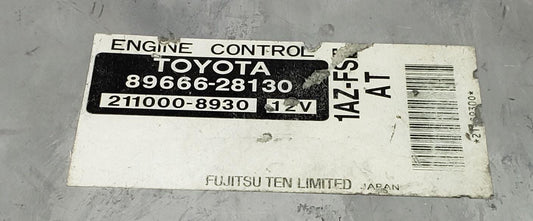 ENGINE CONTROL
TOYOTA
89666-28130
211000-8930 12V
1AZ-FS
AT
FUJITSU TEN LIMITED JAPAN